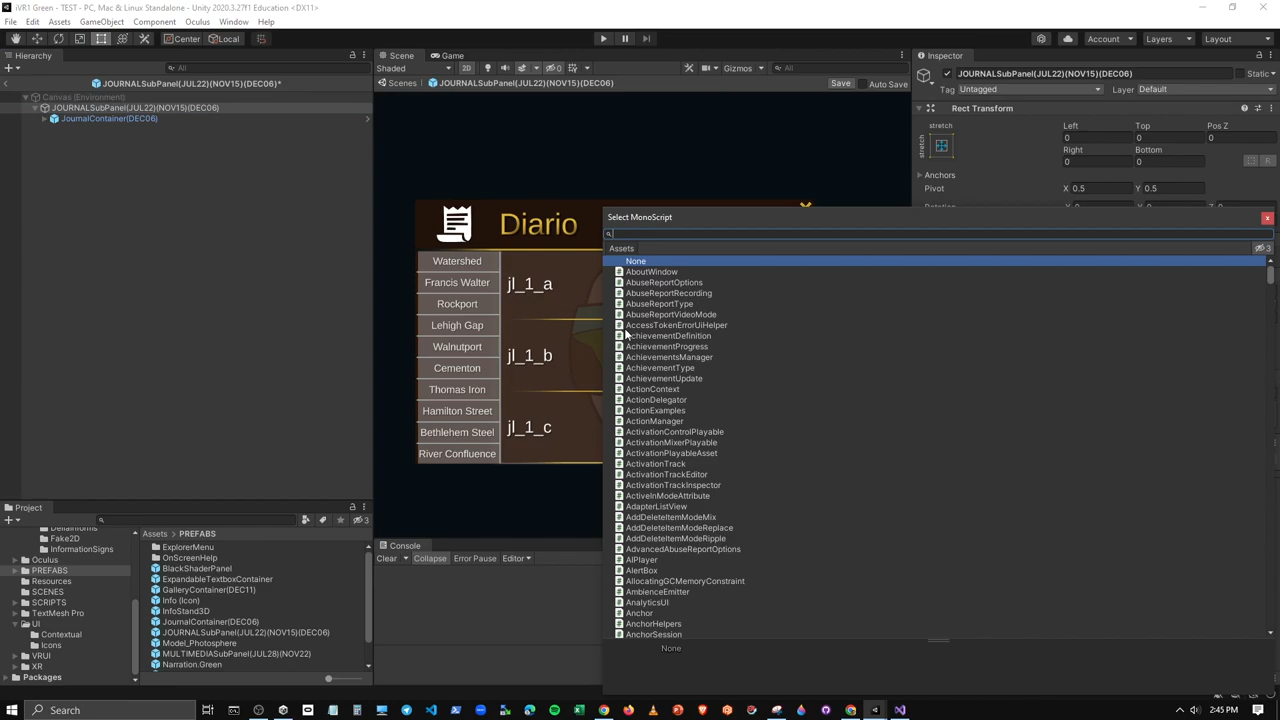 iVR1 Green - TEST - PC, Mac & Linux Standalone - Unity 2020.3.27f1 Education <DX11>
File Edit Assets GameObject Component Oculus Window Help
Center Local Account Layers Layout
Hierarchy
All
JOURNALSubPanel(JUL22)(NOV15)(DEC06)*
Canvas (Environment)
JOURNALSubPanel(JUL22)(NOV15)(DEC06)
JournalContainer(DEC06)
Scene Game
Shaded 2D 0 Gizmos All
Scenes JOURNALSubPanel(JUL22)(NOV15)(DEC06) Save Auto Save
Diario
Watershed
Francis Walter
Rockport
Lehigh Gap
Walnutport
Cementon
Thomas Iron
Hamilton Street
Bethlehem Steel
River Confluence
jl_1_a
jl_1_b
jl_1_c
Inspector
JOURNALSubPanel(JUL22)(NOV15)(DEC06) Static
Tag Untagged Layer Default
Rect Transform
stretch Left Top Pos Z
stretch 0 0 0
Right Bottom
0 0 R
Anchors
Pivot X 0.5 Y 0.5
Select MonoScript
Assets 3
None
AboutWindow
AbuseReportOptions
AbuseReportRecording
AbuseReportType
AbuseReportVideoMode
AccessTokenErrorUiHelper
AchievementDefinition
AchievementProgress
AchievementsManager
AchievementType
AchievementUpdate
ActionContext
ActionDelegator
ActionExamples
ActionManager
ActivationControlPlayable
ActivationMixerPlayable
ActivationPlayableAsset
ActivationTrack
ActivationTrackEditor
ActivationTrackInspector
ActiveInModeAttribute
AdapterListView
AddDeleteItemModeMix
AddDeleteItemModeReplace
AddDeleteItemModeRipple
AdvancedAbuseReportOptions
AIPlayer
AlertBox
AllocatingGCMemoryConstraint
AmbienceEmitter
AnalyticsUI
Anchor
AnchorHelpers
AnchorSession
None
Project
3
Fake2D
InformationSigns
Oculus
PREFABS
Resources
SCENES
SCRIPTS
TextMesh Pro
UI
Contextual
Icons
VRUI
XR
Packages
Assets PREFABS
ExplorerMenu
OnScreenHelp
BlackShaderPanel
ExpandableTextboxContainer
GalleryContainer(DEC11)
Info (Icon)
InfoStand3D
JournalContainer(DEC06)
JOURNALSubPanel(JUL22)(NOV15)(DEC06)
Model_Photosphere
MULTIMEDIASubPanel(JUL28)(NOV22)
Narration.Green
Console
Clear Collapse Error Pause Editor
Search
2:45 PM